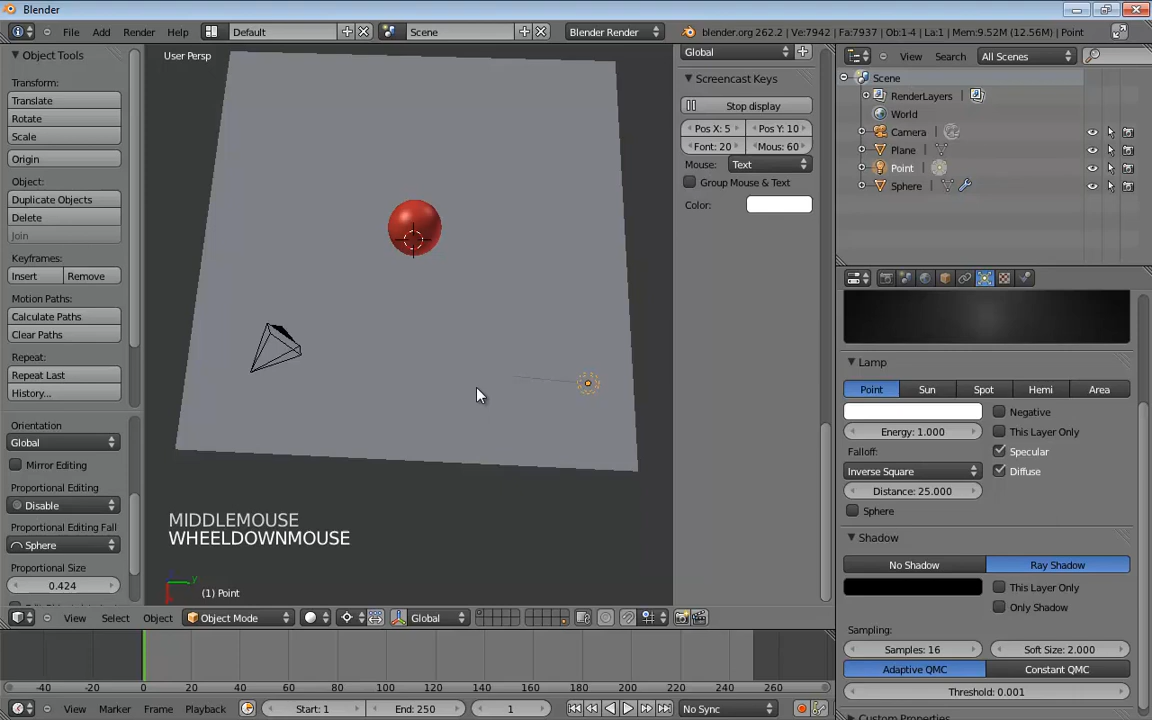 Blender
File Add Render Help Default Scene Blender Render blender.org 262.2 | Ve:7942 | Fa:7937 | Ob:1-4 | La:1 | Mem:9.52M (12.56M) | Point
Object Tools
Transform:
Translate
Rotate
Scale
Origin
Object:
Duplicate Objects
Delete
Join
Keyframes:
Insert Remove
Motion Paths:
Calculate Paths
Clear Paths
Repeat:
Repeat Last
History...
Orientation
Global
Mirror Editing
Proportional Editing
Disable
Proportional Editing Fall
Sphere
Proportional Size
0.424
User Persp
MIDDLEMOUSE
WHEELDOWNMOUSE
(1) Point
Global
Screencast Keys
Stop display
Pos X: 5 Pos Y: 10
Font: 20 Mous: 60
Mouse: Text
Group Mouse & Text
Color:
View Search All Scenes
Scene
RenderLayers
World
Camera
Plane
Point
Sphere
Lamp
Point Sun Spot Hemi Area
Negative
Energy: 1.000 This Layer Only
Falloff: Specular
Inverse Square Diffuse
Distance: 25.000
Sphere
Shadow
No Shadow Ray Shadow
This Layer Only
Only Shadow
Sampling:
Samples: 16 Soft Size: 2.000
Adaptive QMC Constant QMC
Threshold: 0.001
Custom Properties
View Select Object Object Mode Global
-40 -20 0 20 40 60 80 100 120 140 160 180 200 220 240 260
View Marker Frame Playback Start: 1 End: 250 1 No Sync